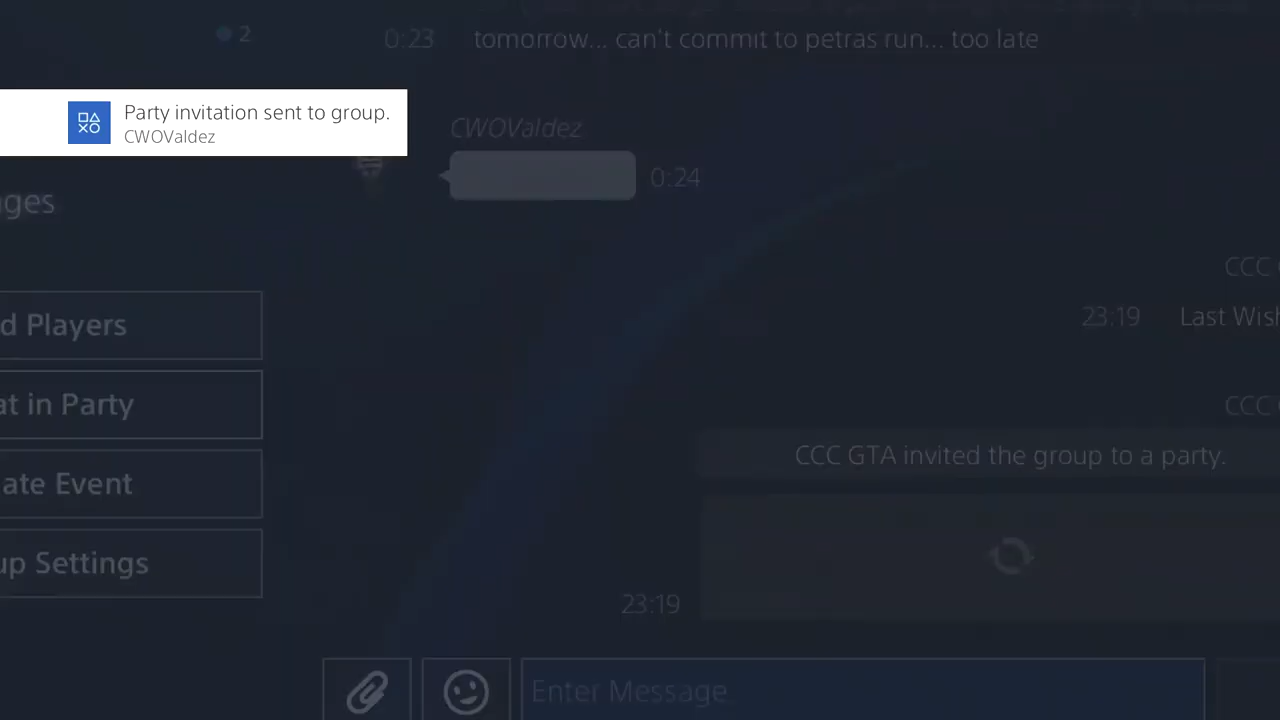 2
0:23 tomorrow... can't commit to petras run... too late
Party invitation sent to group.
CWOValdez
CWOValdez
0:24
ges
CCC
d Players
23:19 Last Wish
at in Party
CCC
CCC GTA invited the group to a party.
ate Event
up Settings
23:19
Enter Message